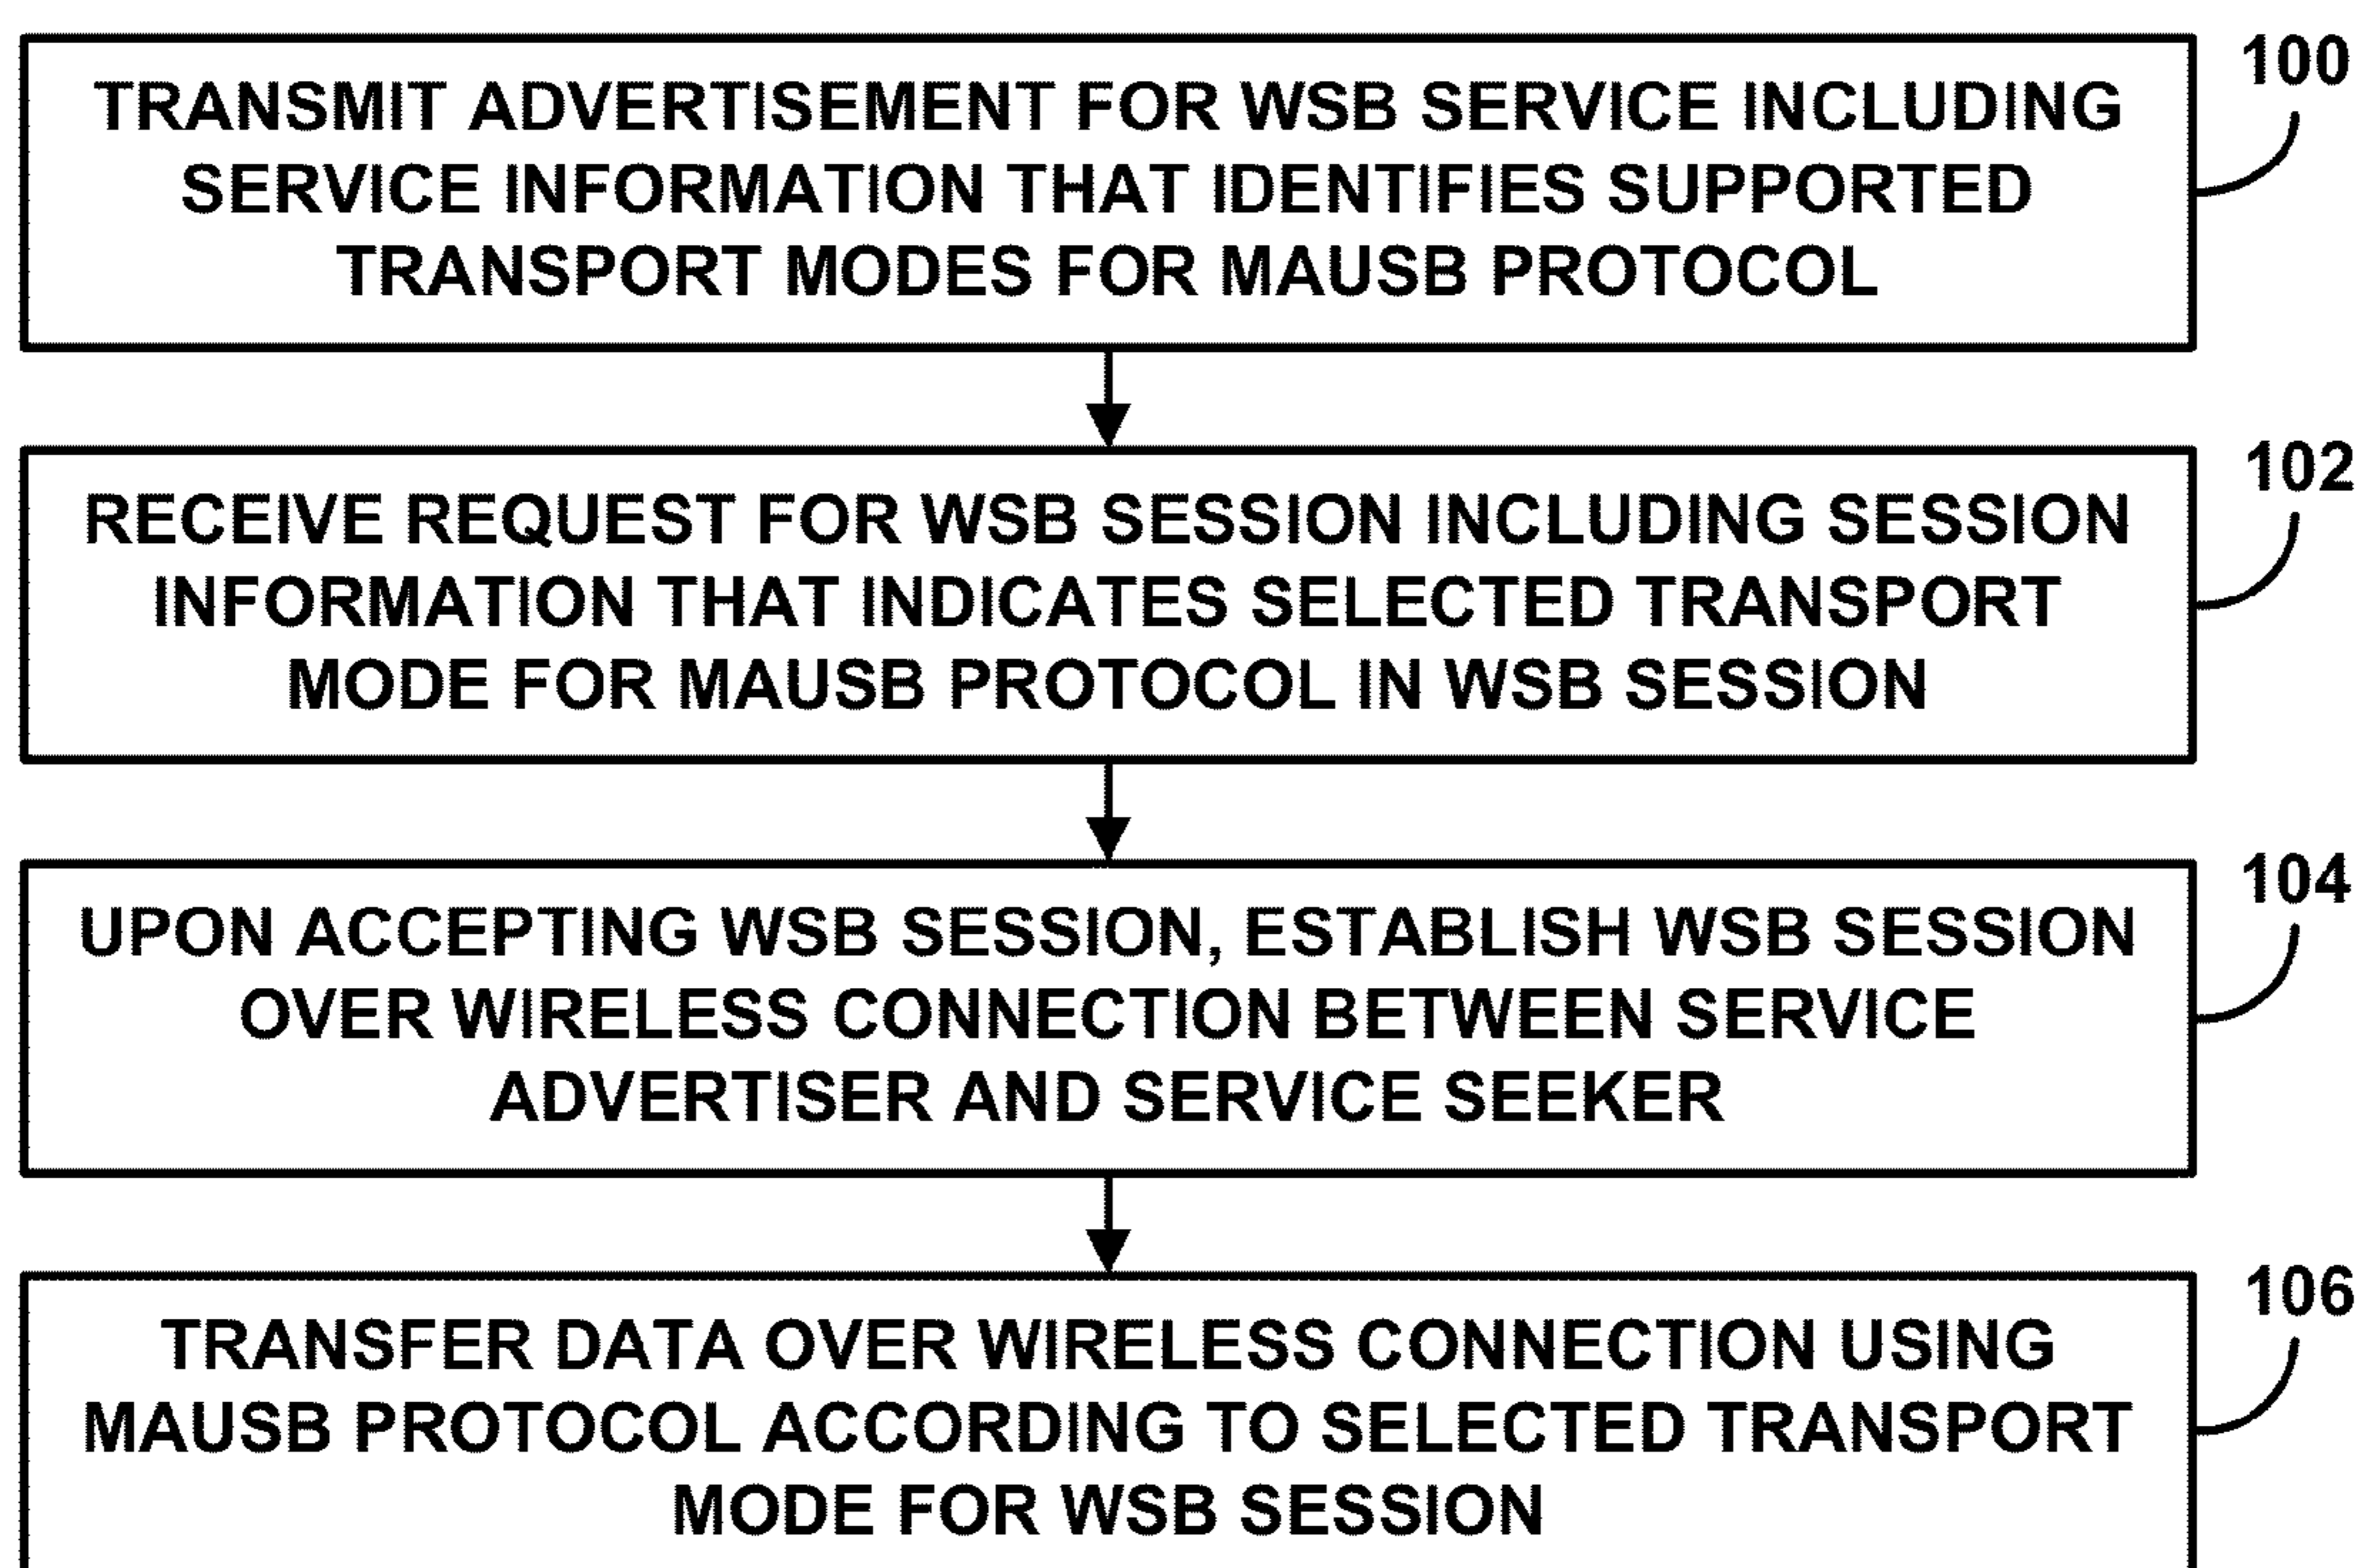 TRANSMIT ADVERTISEMENT FOR WSB SERVICE INCLUDING
SERVICE INFORMATION THAT IDENTIFIES SUPPORTED
TRANSPORT MODES FOR MAUSB PROTOCOL
100
RECEIVE REQUEST FOR WSB SESSION INCLUDING SESSION
INFORMATION THAT INDICATES SELECTED TRANSPORT
MODE FOR MAUSB PROTOCOL IN WSB SESSION
102
UPON ACCEPTING WSB SESSION, ESTABLISH WSB SESSION
OVER WIRELESS CONNECTION BETWEEN SERVICE
ADVERTISER AND SERVICE SEEKER
104
TRANSFER DATA OVER WIRELESS CONNECTION USING
MAUSB PROTOCOL ACCORDING TO SELECTED TRANSPORT
MODE FOR WSB SESSION
106